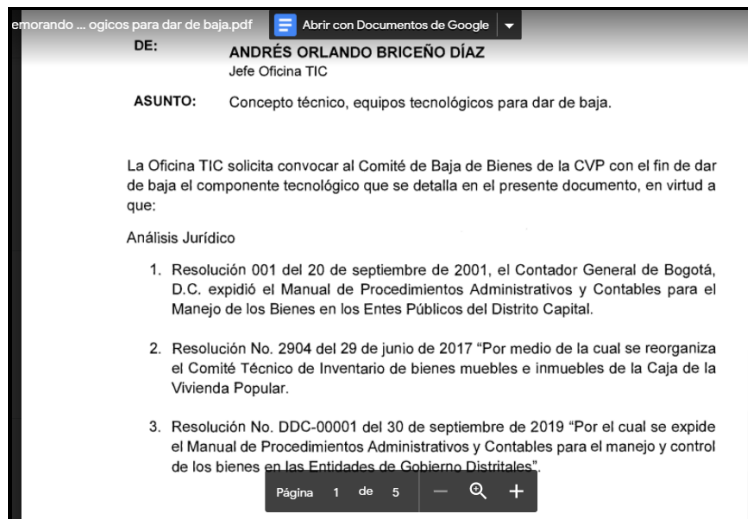 emorando ... ogicos para dar de baja.pdf Abrir con Documentos de Google
DE: ANDRÉS ORLANDO BRICEÑO DÍAZ
Jefe Oficina TIC
ASUNTO: Concepto técnico, equipos tecnológicos para dar de baja.
La Oficina TIC solicita convocar al Comité de Baja de Bienes de la CVP con el fin de dar
de baja el componente tecnológico que se detalla en el presente documento, en virtud a
que:
Análisis Jurídico
1. Resolución 001 del 20 de septiembre de 2001, el Contador General de Bogotá,
D.C. expidió el Manual de Procedimientos Administrativos y Contables para el
Manejo de los Bienes en los Entes Públicos del Distrito Capital.
2. Resolución No. 2904 del 29 de junio de 2017 “Por medio de la cual se reorganiza
el Comité Técnico de Inventario de bienes muebles e inmuebles de la Caja de la
Vivienda Popular.
3. Resolución No. DDC-00001 del 30 de septiembre de 2019 “Por el cual se expide
el Manual de Procedimientos Administrativos y Contables para el manejo y control
de los bienes en las Entidades de Gobierno Distritales”.
Página 1 de 5